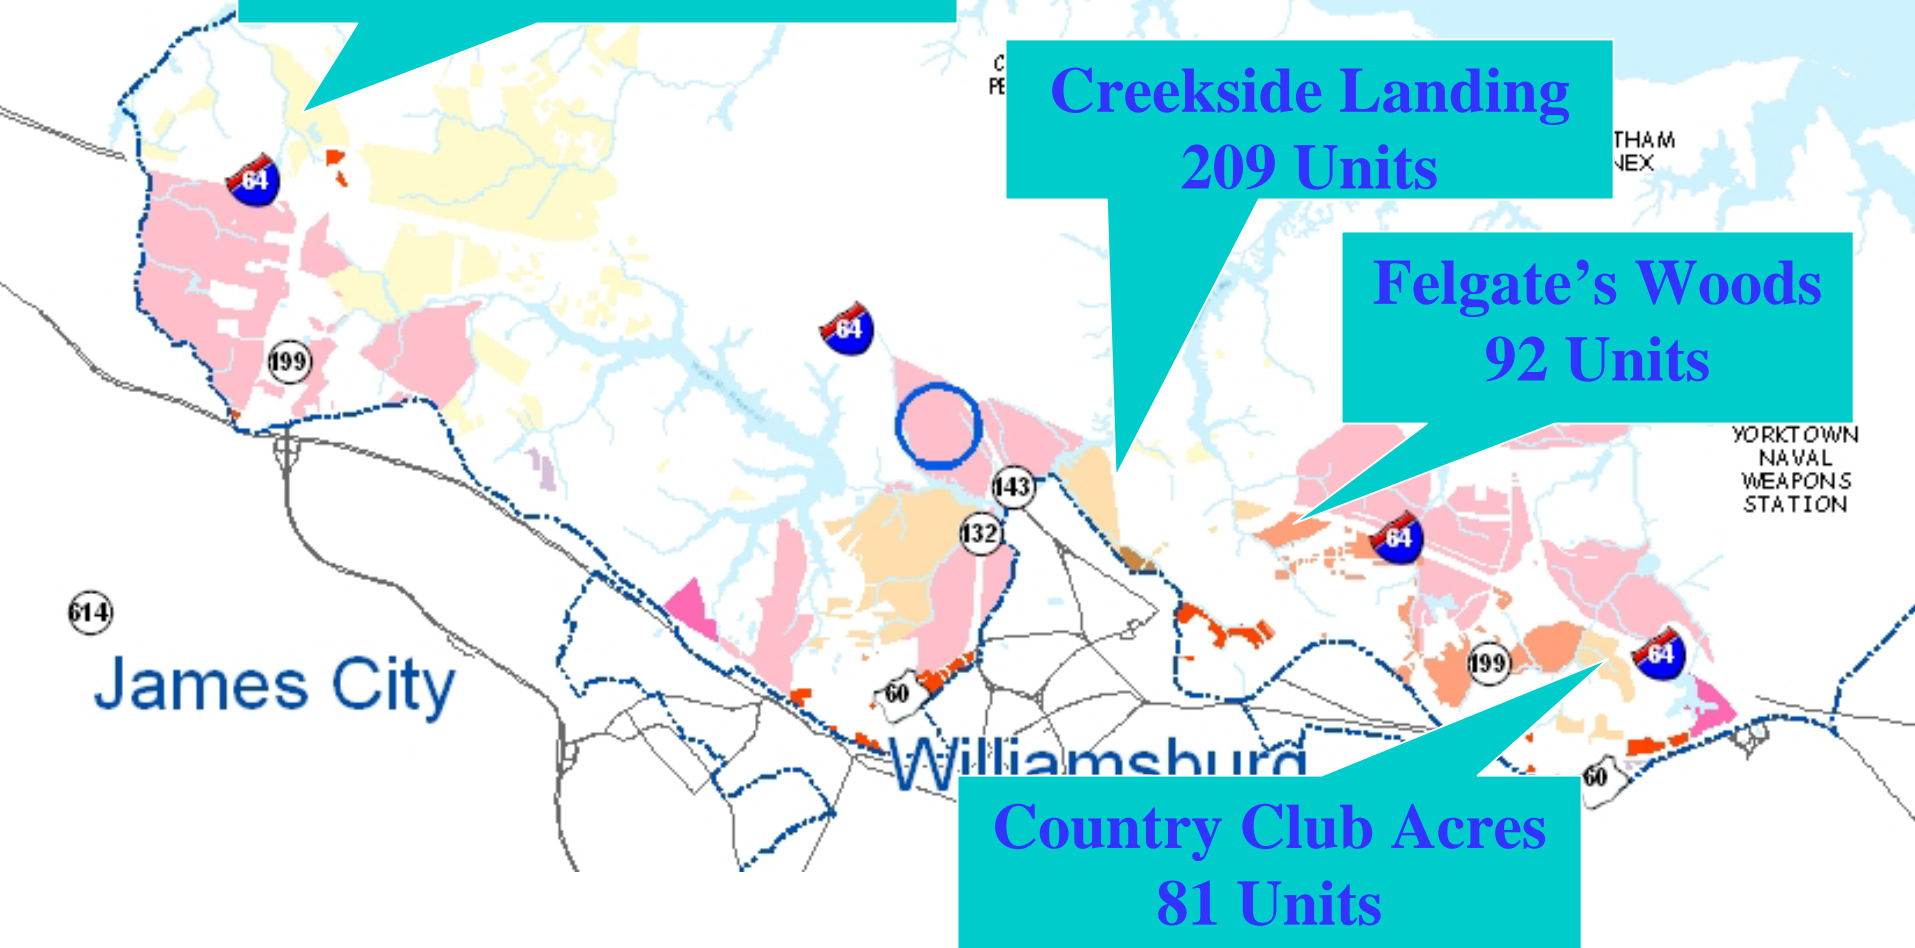 C
PE
Creekside Landing
209 Units
THAM
NEX
64
Felgate’s Woods
92 Units
64
199
YORKTOWN
NAVAL
WEAPONS
STATION
143
132
64
614
James City
199
64
60
Williamsburg
60
Country Club Acres
81 Units